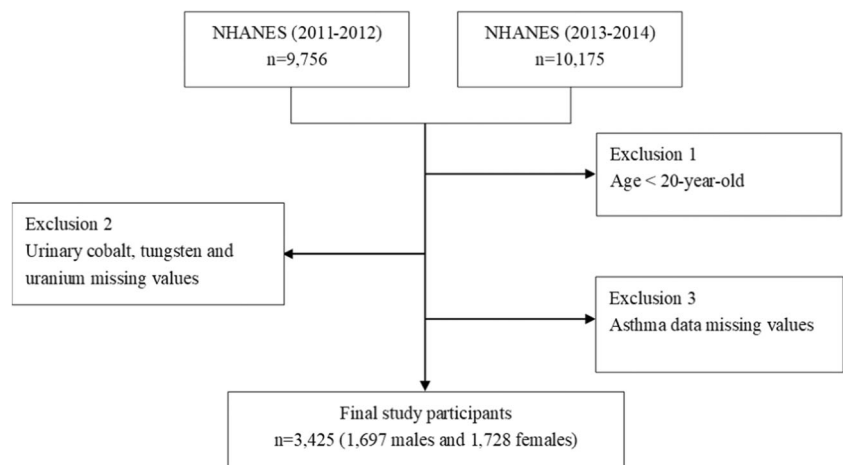 NHANES (2011-2012)
n=9,756
NHANES (2013-2014)
n=10,175
Exclusion 1
Age < 20-year-old
Exclusion 2
Urinary cobalt, tungsten and
uranium missing values
Exclusion 3
Asthma data missing values
Final study participants
n=3,425 (1,697 males and 1,728 females)